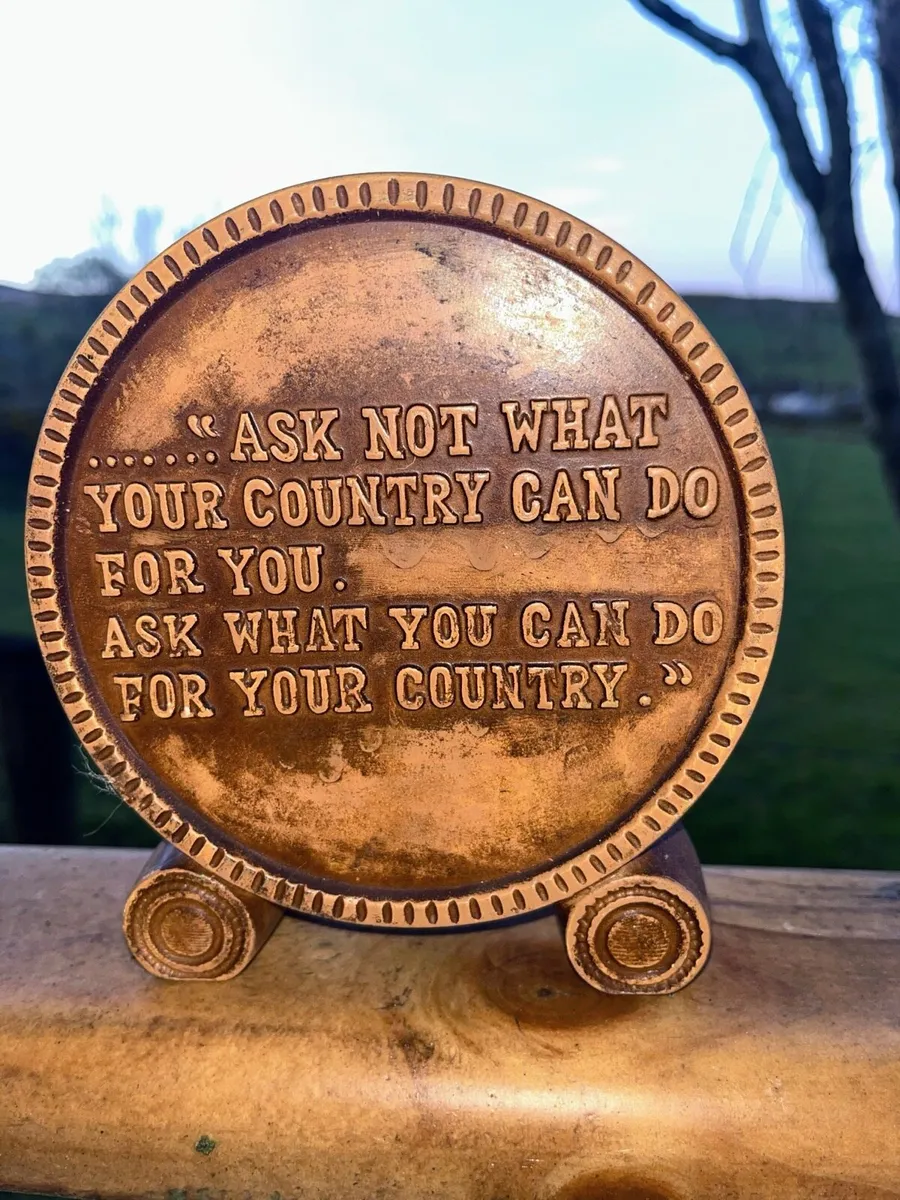 .......“ASK NOT WHAT
YOUR COUNTRY CAN DO
FOR YOU.
ASK WHAT YOU CAN DO
FOR YOUR COUNTRY.”